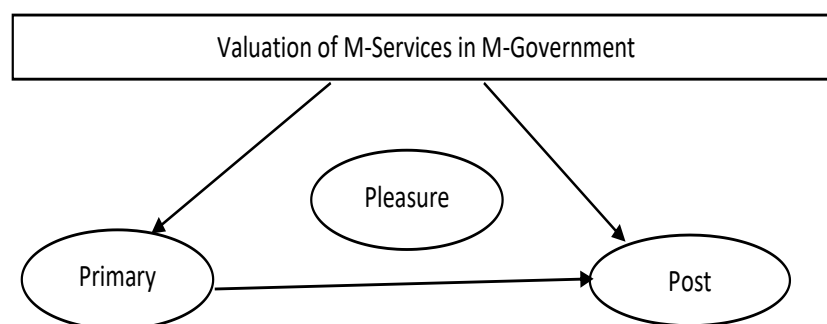 Valuation of M-Services in M-Government
Pleasure
Primary
Post